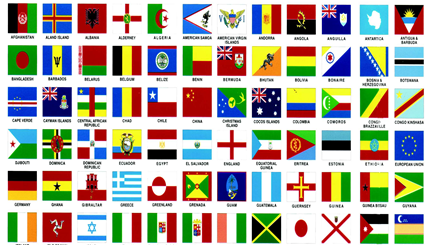 AFGHANISTAN ALAND ISLAND ALBANIA ALDERNEY ALGERIA AMERICAN SAMOA AMERICAN VIRGIN ISLANDS ANDORRA ANGOLA ANGUILLA ANTARTICA ANTIGUA & BARBUDA
BANGLADESH BARBADOS BELARUS BELGIUM BELIZE BENIN BERMUDA BHUTAN BOLIVIA BONAIRE BOSNIA & HERZEGOVINA BOTSWANA
CAPE VERDE CAYMAN ISLANDS CENTRAL AFRICAN REPUBLIC CHAD CHILE CHINA CHRISTMAS ISLAND COCOS ISLANDS COLOMBIA COMOROS CONGO BRAZZAVILLE CONGO KINSHASA
DJIBOUTI DOMINICA DOMINICAN REPUBLIC ECUADOR EGYPT EL SALVADOR ENGLAND EQUATORIAL GUINEA ERITREA ESTONIA ETHIOPIA EUROPEAN UNION
GERMANY GHANA GIBRALTAR GREECE GREENLAND GRENADA GUAM GUATEMALA GUERNSEY GUINEA GUINEA BISSAU GUYANA